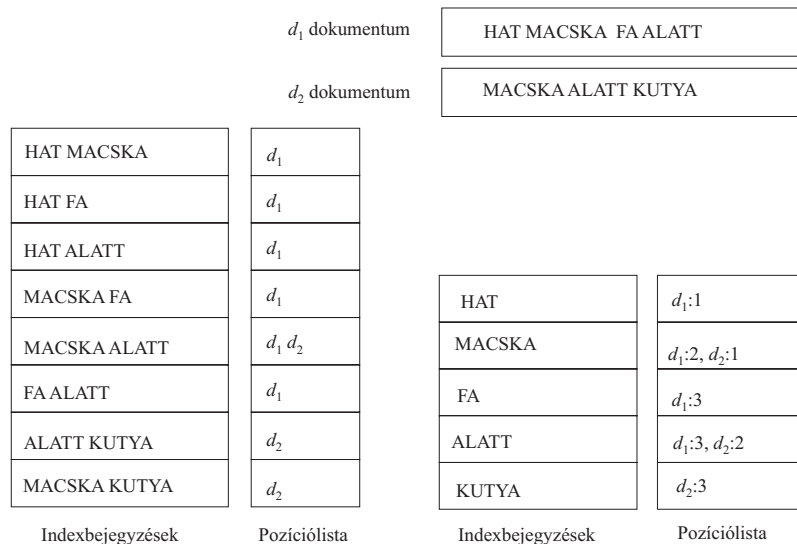 d1 dokumentum HAT MACSKA FA ALATT
d2 dokumentum MACSKA ALATT KUTYA
HAT MACSKA d1
HAT FA d1
HAT ALATT d1
MACSKA FA d1
MACSKA ALATT d1 d2
FA ALATT d1
ALATT KUTYA d2
MACSKA KUTYA d2
Indexbejegyzések Pozíciólista
HAT d1:1
MACSKA d1:2, d2:1
FA d1:3
ALATT d1:3, d2:2
KUTYA d2:3
Indexbejegyzések Pozíciólista